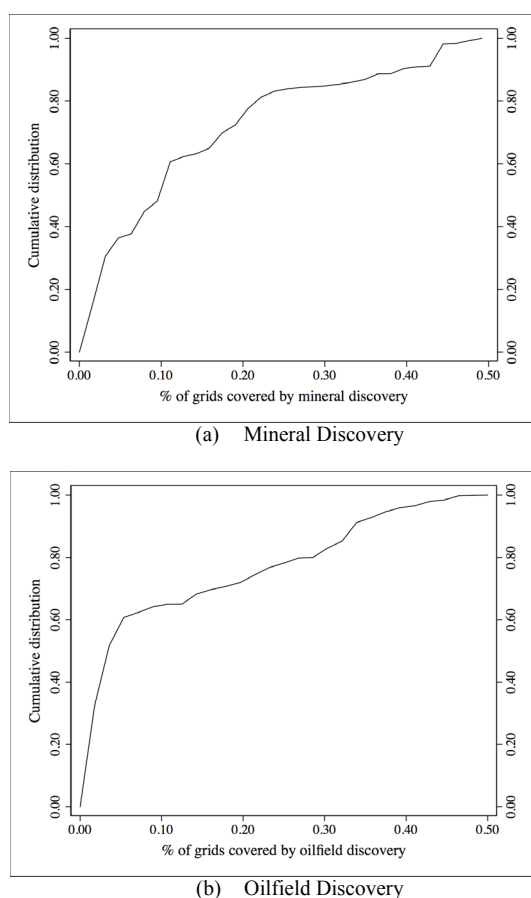 Cumulative distribution
0.00 0.20 0.40 0.60 0.80 1.00
0.00 0.20 0.40 0.60 0.80 1.00
0.00 0.10 0.20 0.30 0.40 0.50
% of grids covered by mineral discovery
(a) Mineral Discovery
Cumulative distribution
0.00 0.20 0.40 0.60 0.80 1.00
0.00 0.20 0.40 0.60 0.80 1.00
0.00 0.10 0.20 0.30 0.40 0.50
% of grids covered by oilfield discovery
(b) Oilfield Discovery